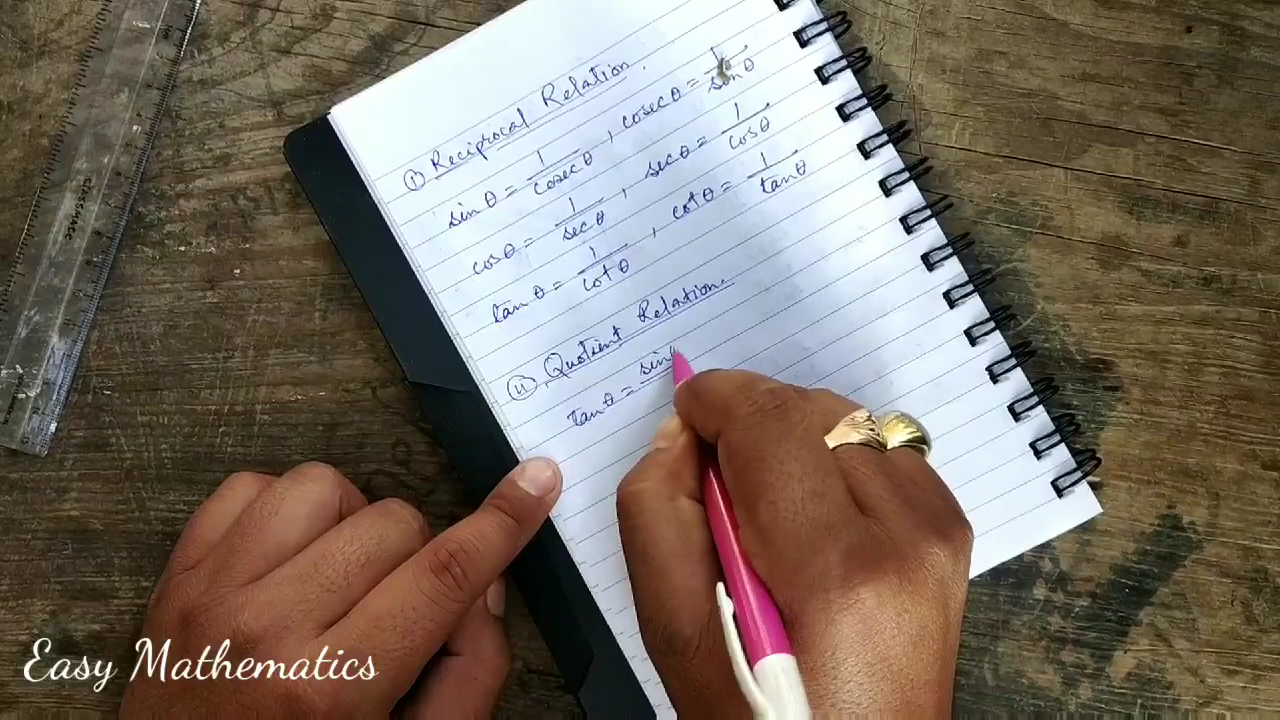 ① Reciprocal Relation.
sin θ = 1/cosec θ , cosec θ = 1/sin θ
cos θ = 1/sec θ , sec θ = 1/cos θ
tan θ = 1/cot θ , cot θ = 1/tan θ
ⓘⓘ Quotient Relation.
tan θ = sin
Easy Mathematics